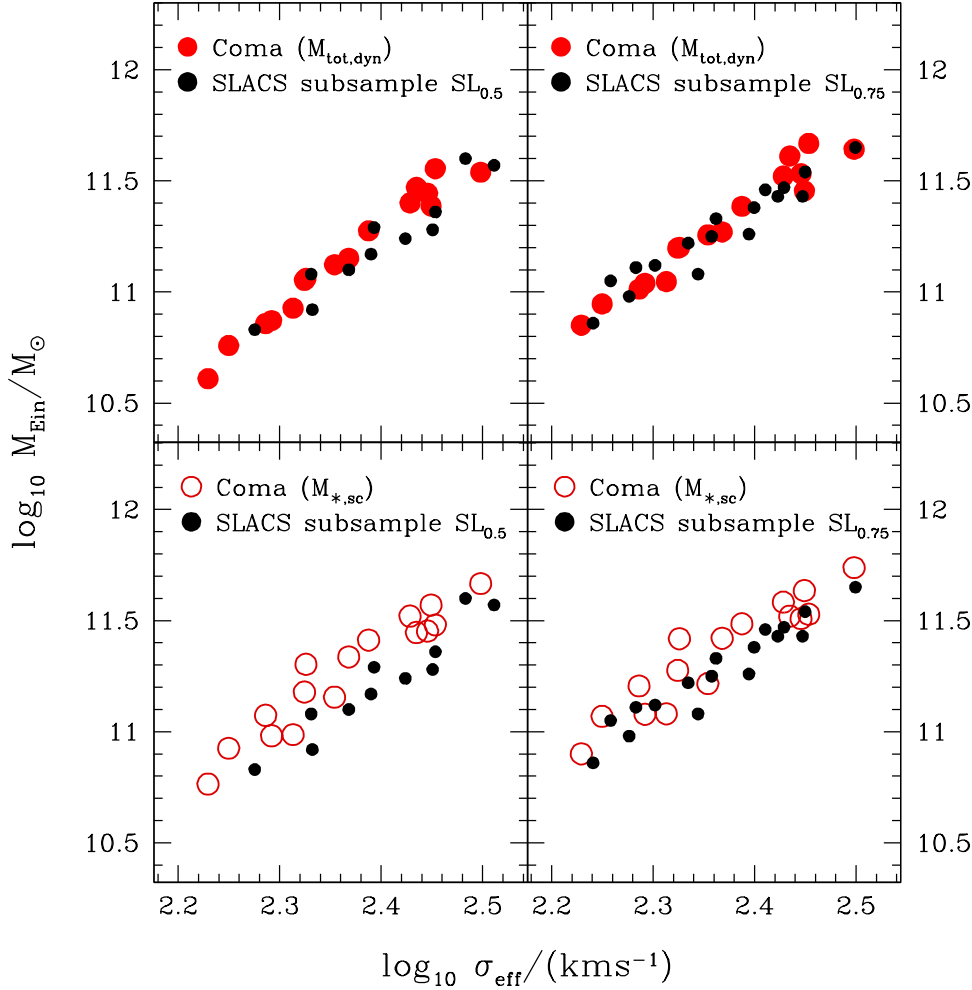 Coma (M_tot,dyn)
SLACS subsample SL_0.5
Coma (M_tot,dyn)
SLACS subsample SL_0.75
12
11.5
11
10.5
12
11.5
11
10.5
log₁₀ M_Ein/M_⊙
Coma (M_*,sc)
SLACS subsample SL_0.5
Coma (M_*,sc)
SLACS subsample SL_0.75
12
11.5
11
10.5
12
11.5
11
10.5
2.2 2.3 2.4 2.5 2.2 2.3 2.4 2.5
log₁₀ σ_eff/(kms⁻¹)